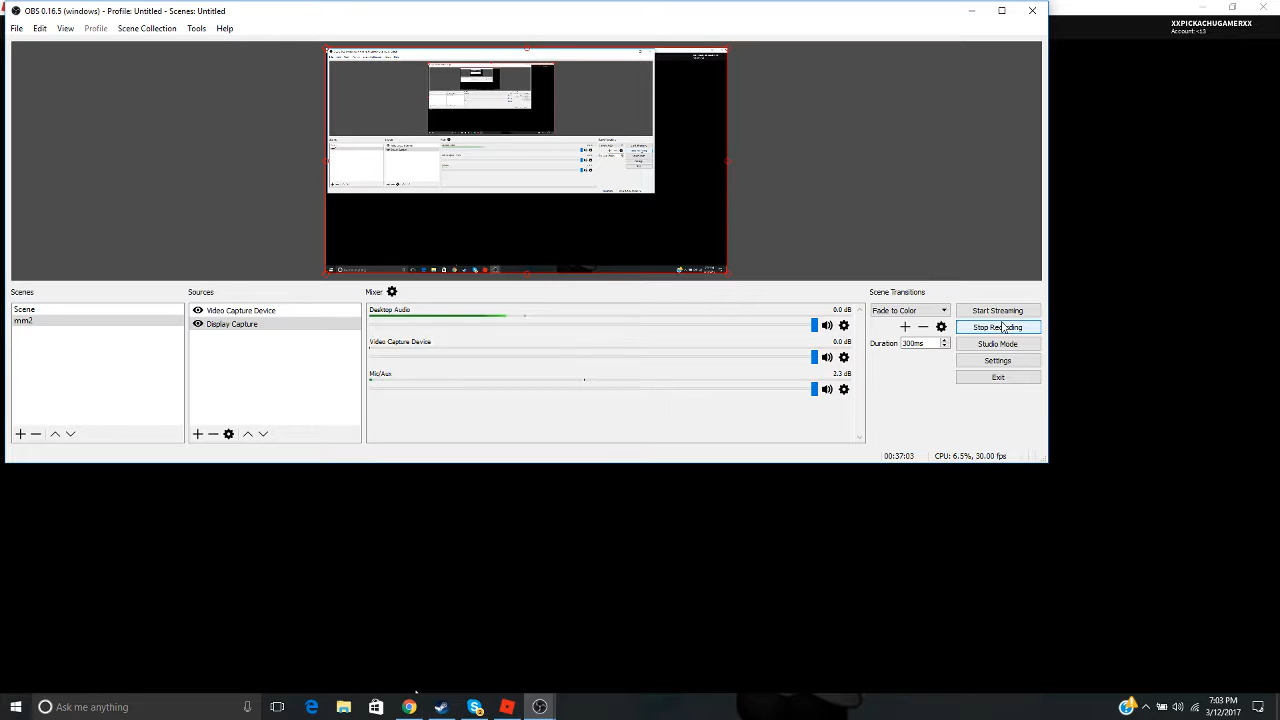 OBS 0.16.5 (windows) - Profile: Untitled - Scenes: Untitled
File Edit View Profile Scene Collection Tools Help
XXPICKACHUGAMERXX
Account: <13
Scenes Sources Mixer Scene Transitions
Scene
mm2
Video Capture Device
Display Capture
Desktop Audio 0.0 dB
Video Capture Device 0.0 dB
Mic/Aux 2.3 dB
Fade to Color
Duration 300ms
Start Streaming
Stop Recording
Studio Mode
Settings
Exit
00:37:03 CPU: 6.5%, 30.00 fps
Ask me anything
7:03 PM
3/12/2017